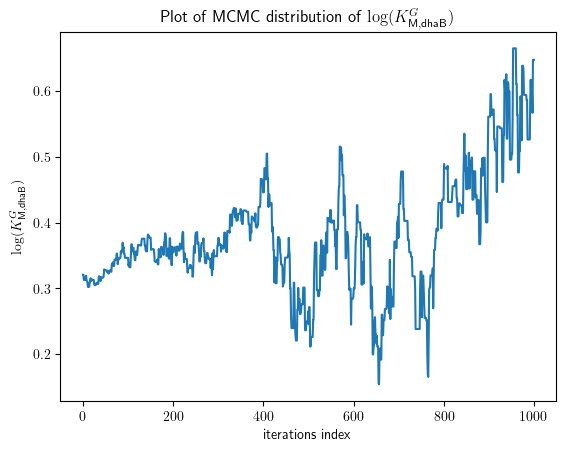 Plot of MCMC distribution of log(K^G_M,dhaB)
log(K^G_M,dhaB)
0.6
0.5
0.4
0.3
0.2
0 200 400 600 800 1000
iterations index